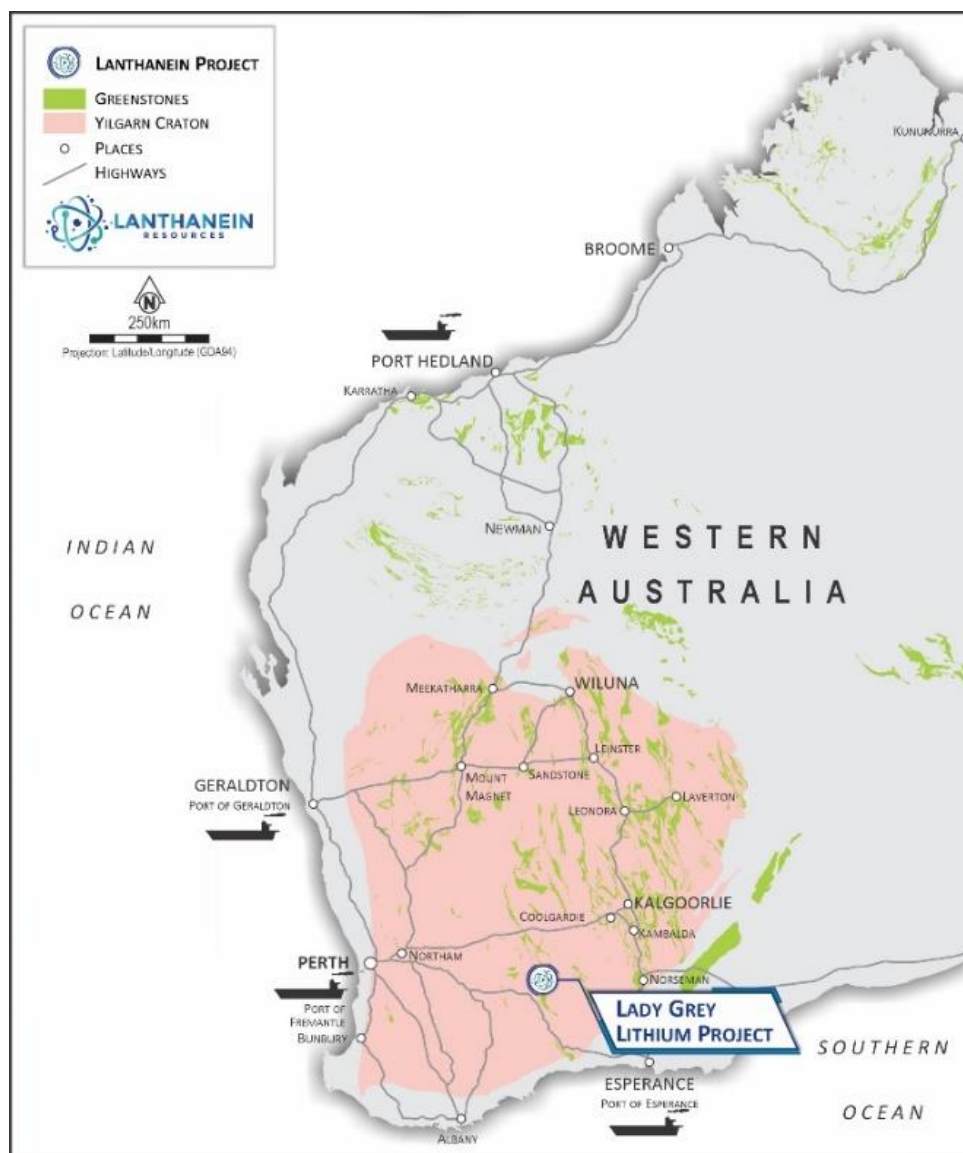 LANTHANEIN PROJECT
GREENSTONES
YILGARN CRATON
PLACES
HIGHWAYS
LANTHANEIN
RESOURCES
N
250km
Projection: Latitude/Longitude (GDA94)
KUNUNURRA
BROOME
PORT HEDLAND
KARRATHA
NEWMAN
WESTERN
AUSTRALIA
INDIAN
OCEAN
MEEKATHARRA
WILUNA
LEINSTER
MOUNT
MAGNET
SANDSTONE
GERALDTON
PORT OF GERALDTON
LEONORA
LAVERTON
KALGOORLIE
COOLGARDIE
KAMBALDA
PERTH
NORTHAM
NORSEMAN
PORT OF
FREMANTLE
BUNBURY
LADY GREY
LITHIUM PROJECT
SOUTHERN
OCEAN
ESPERANCE
PORT OF ESPERANCE
ALBANY